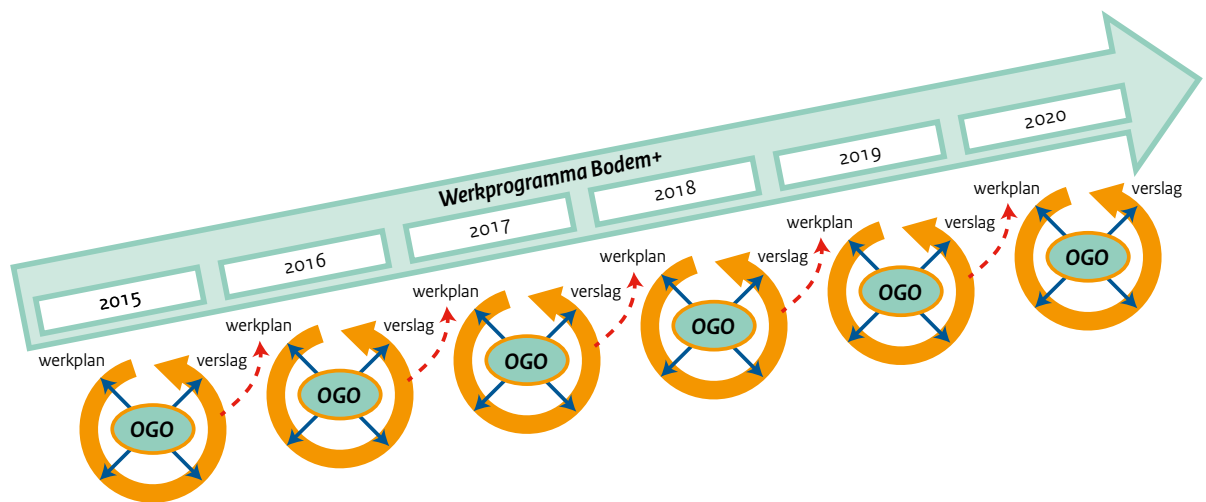 Werkprogramma Bodem+
2015
2016
2017
2018
2019
2020
werkplan
verslag
OGO
werkplan
verslag
OGO
werkplan
verslag
OGO
werkplan
verslag
OGO
werkplan
verslag
OGO
werkplan
verslag
OGO